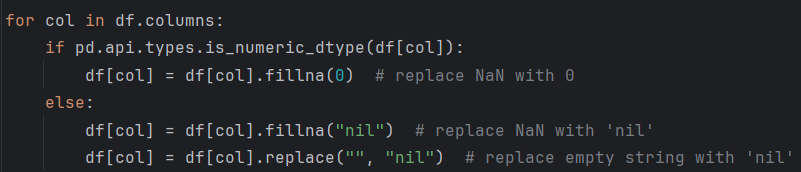 for col in df.columns:
    if pd.api.types.is_numeric_dtype(df[col]):
        df[col] = df[col].fillna(0)  # replace NaN with 0
    else:
        df[col] = df[col].fillna("nil")  # replace NaN with 'nil'
        df[col] = df[col].replace("", "nil")  # replace empty string with 'nil'